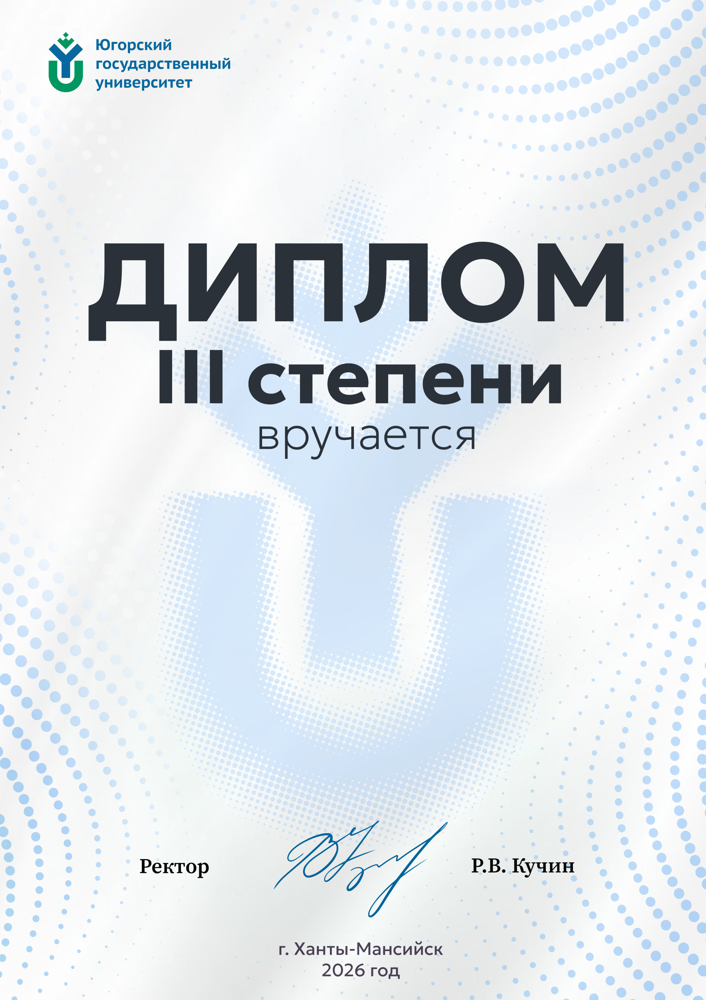 Югорский
государственный
университет
ДИПЛОМ
III степени
вручается
Ректор
Р.В. Кучин
г. Ханты-Мансийск
2026 год